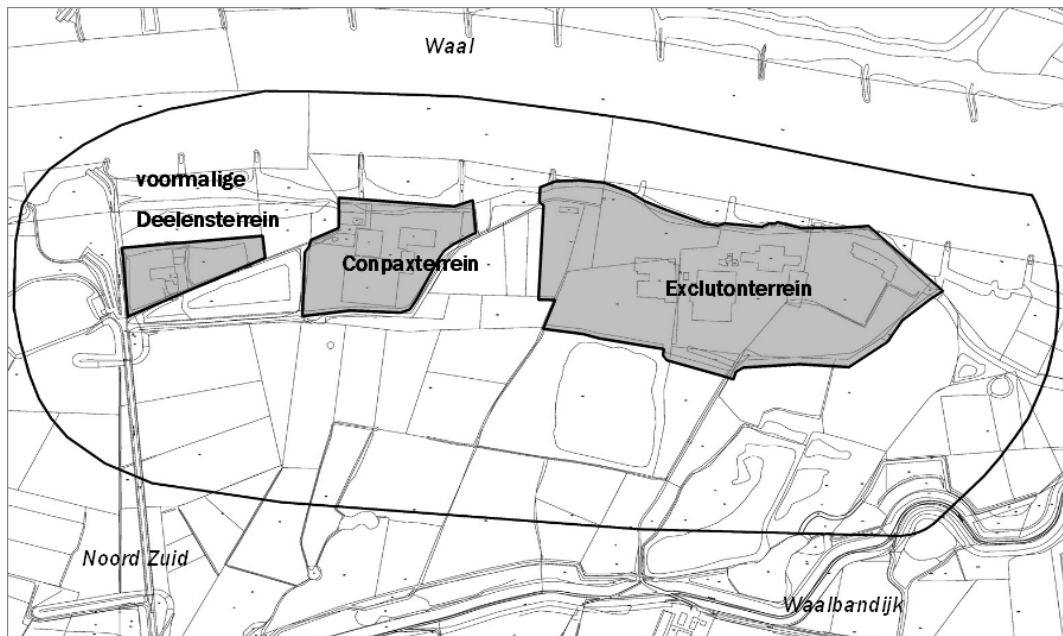 Waal
voormalige
Deelensterrein
Conpaxterrein
Exclutonterrein
Noord Zuid
Waalbandijk